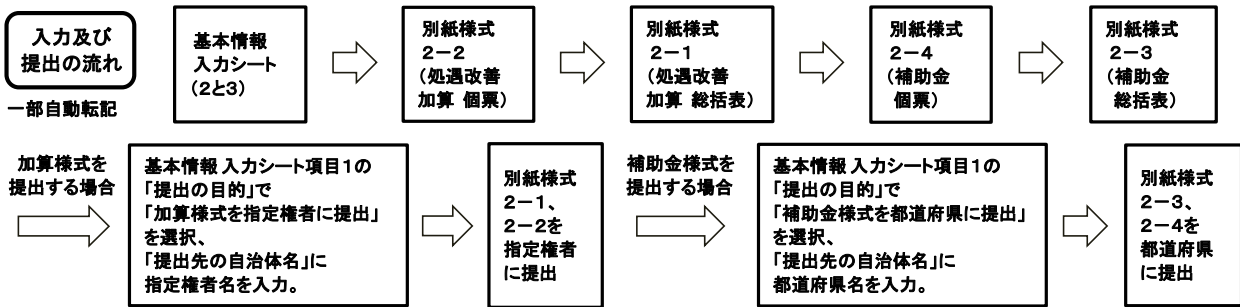 入力及び
提出の流れ
一部自動転記
基本情報
入力シート
(2と3)
別紙様式
2－2
(処遇改善
加算 個票)
別紙様式
2－1
(処遇改善
加算 総括表)
別紙様式
2－4
(補助金
個票)
別紙様式
2－3
(補助金
総括表)
加算様式を
提出する場合
基本情報 入力シート項目1の
「提出の目的」で
「加算様式を指定権者に提出」
を選択、
「提出先の自治体名」に
指定権者名を入力。
別紙様式
2－1、
2－2を
指定権者
に提出
補助金様式を
提出する場合
基本情報 入力シート項目1の
「提出の目的」で
「補助金様式を都道府県に提出」
を選択、
「提出先の自治体名」に
都道府県名を入力。
別紙様式
2－3、
2－4を
都道府県
に提出